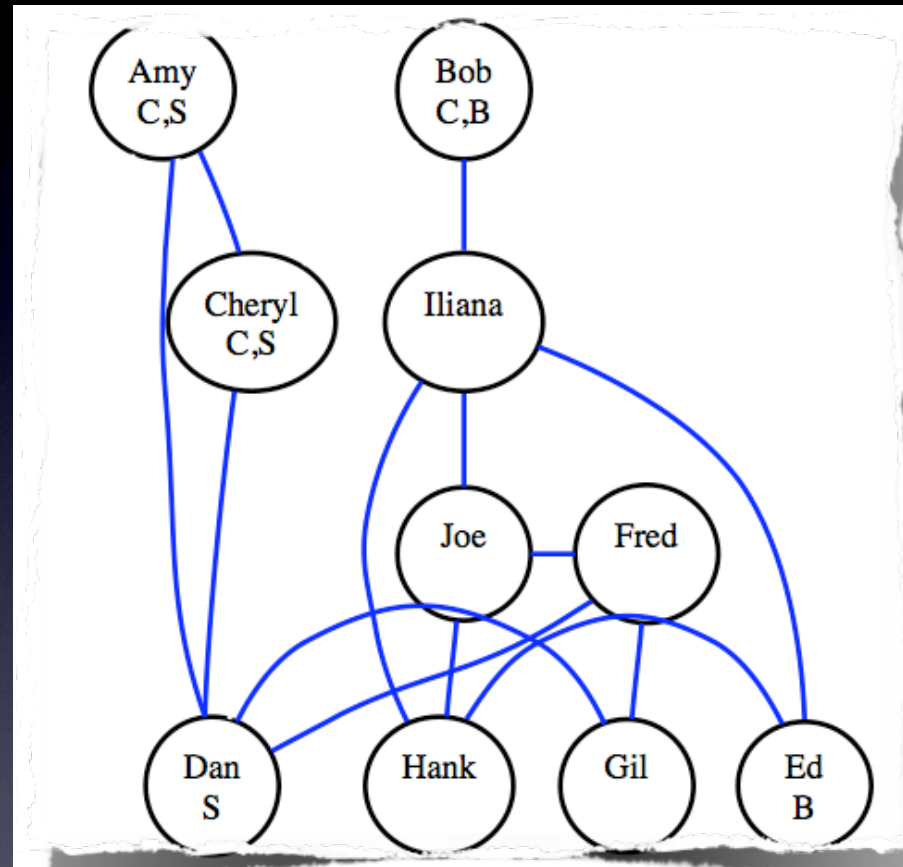 Amy
C,S
Bob
C,B
Cheryl
C,S
Iliana
Joe
Fred
Dan
S
Hank
Gil
Ed
B